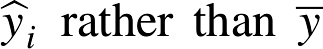 ŷᵢ rather than y̅